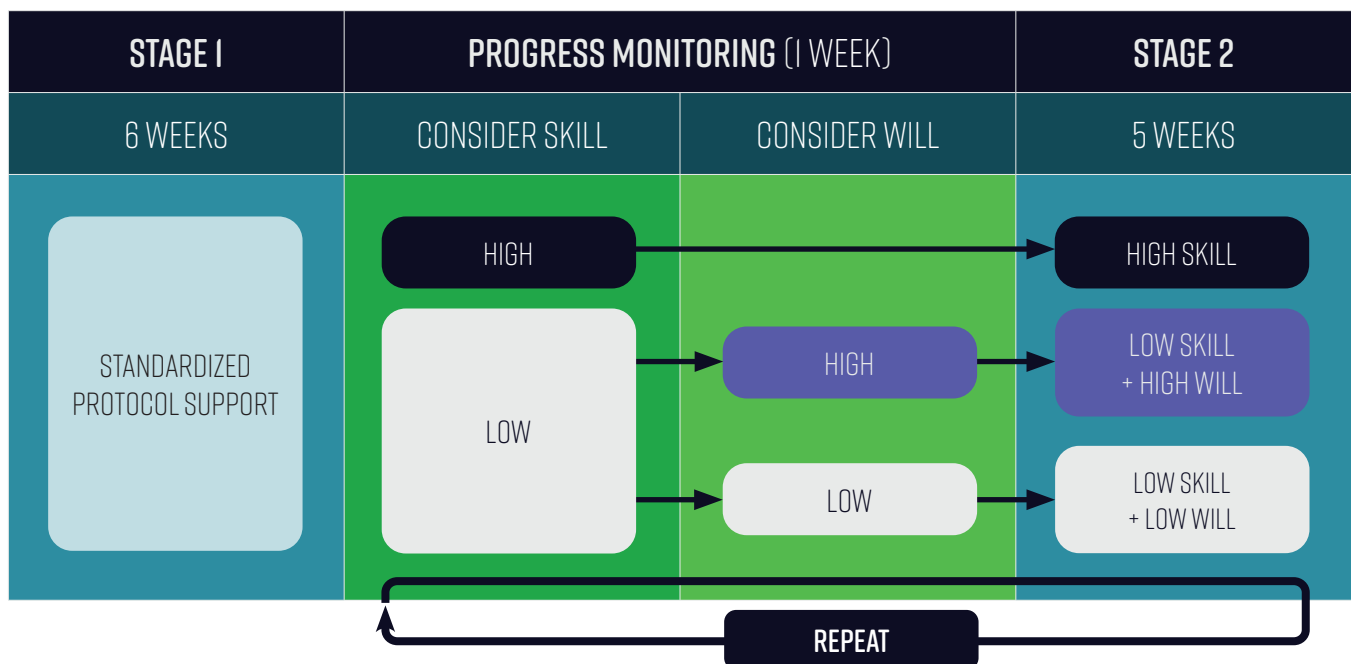 STAGE 1
PROGRESS MONITORING (1 WEEK)
STAGE 2
6 WEEKS
CONSIDER SKILL
CONSIDER WILL
5 WEEKS
STANDARDIZED
PROTOCOL SUPPORT
HIGH
HIGH SKILL
LOW
HIGH
LOW SKILL
+ HIGH WILL
LOW
LOW SKILL
+ LOW WILL
REPEAT